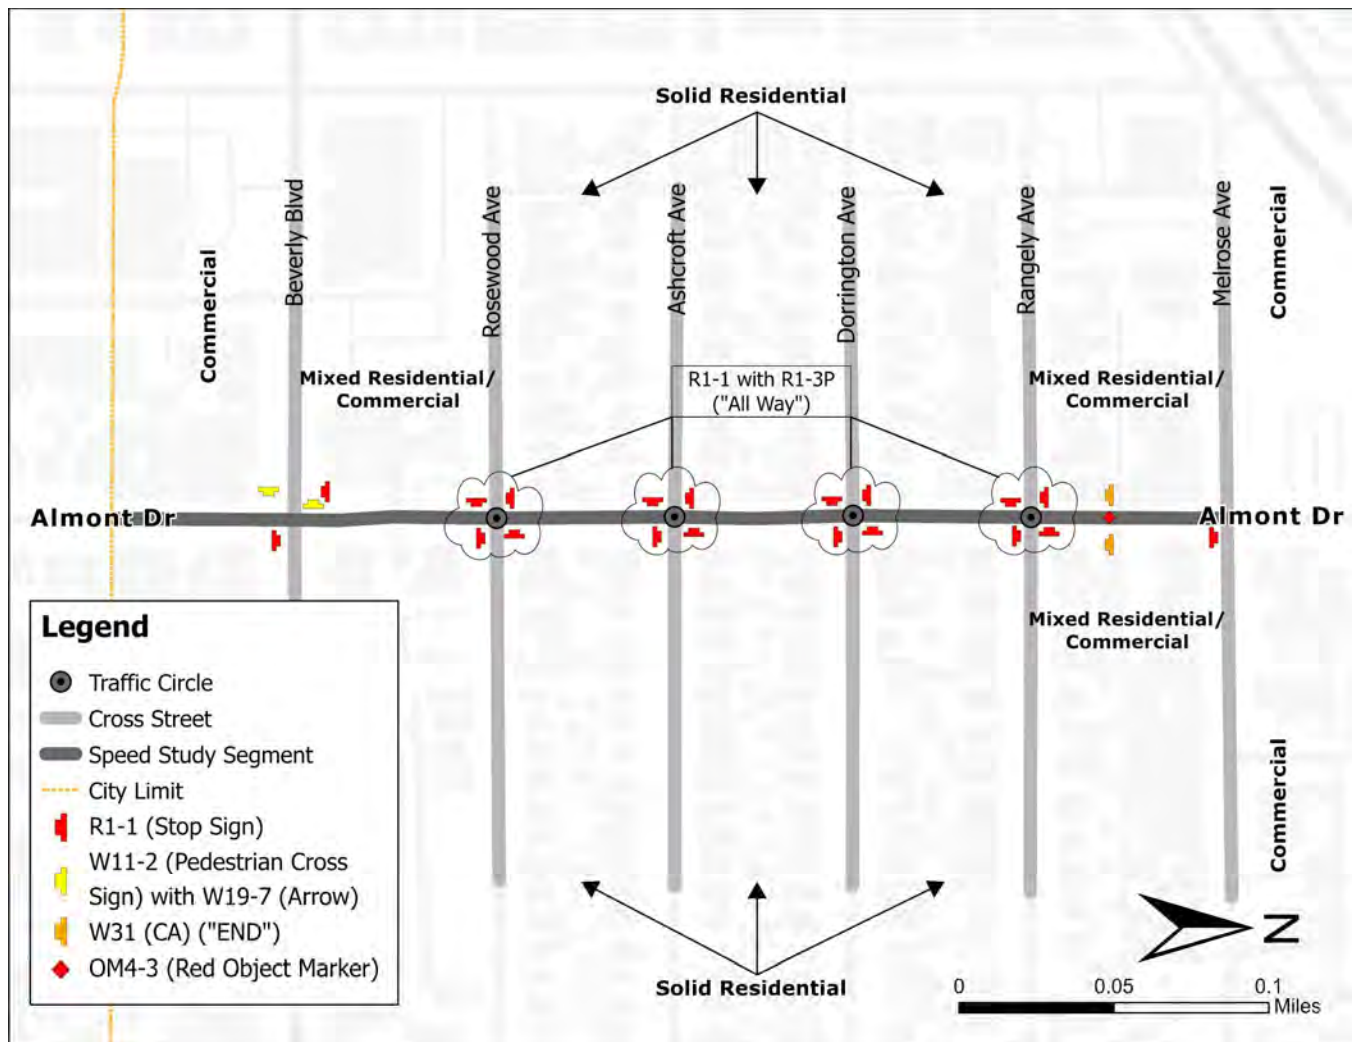 Solid Residential
Beverly Blvd
Rosewood Ave
Ashcroft Ave
Dorrington Ave
Rangely Ave
Melrose Ave
Commercial
Commercial
Mixed Residential/
Commercial
R1-1 with R1-3P
("All Way")
Mixed Residential/
Commercial
Almont Dr
Almont Dr
Mixed Residential/
Commercial
Commercial
Legend
Traffic Circle
Cross Street
Speed Study Segment
City Limit
R1-1 (Stop Sign)
W11-2 (Pedestrian Cross
Sign) with W19-7 (Arrow)
W31 (CA) ("END")
OM4-3 (Red Object Marker)
Solid Residential
N
0 0.05 0.1
Miles